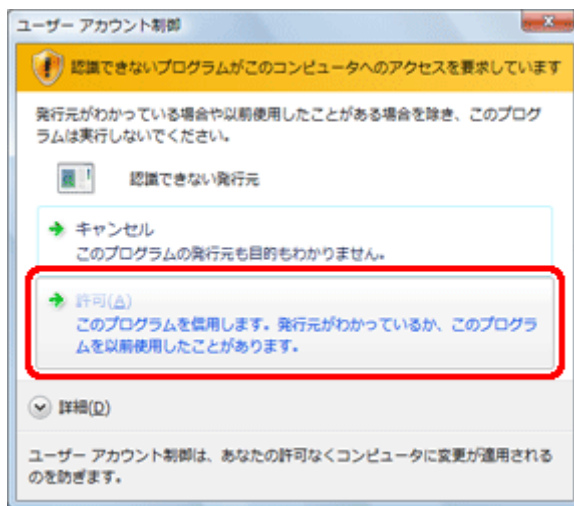 ユーザー アカウント制御
認識できないプログラムがこのコンピュータへのアクセスを要求しています
発行元がわかっている場合や以前使用したことがある場合を除き、このプログ
ラムは実行しないでください。
認識できない発行元
キャンセル
このプログラムの発行元も目的もわかりません。
許可(A)
このプログラムを信用します。発行元がわかっているか、このプログラ
ムを以前使用したことがあります。
詳細(D)
ユーザー アカウント制御は、あなたの許可なくコンピュータに変更が適用される
のを防ぎます。